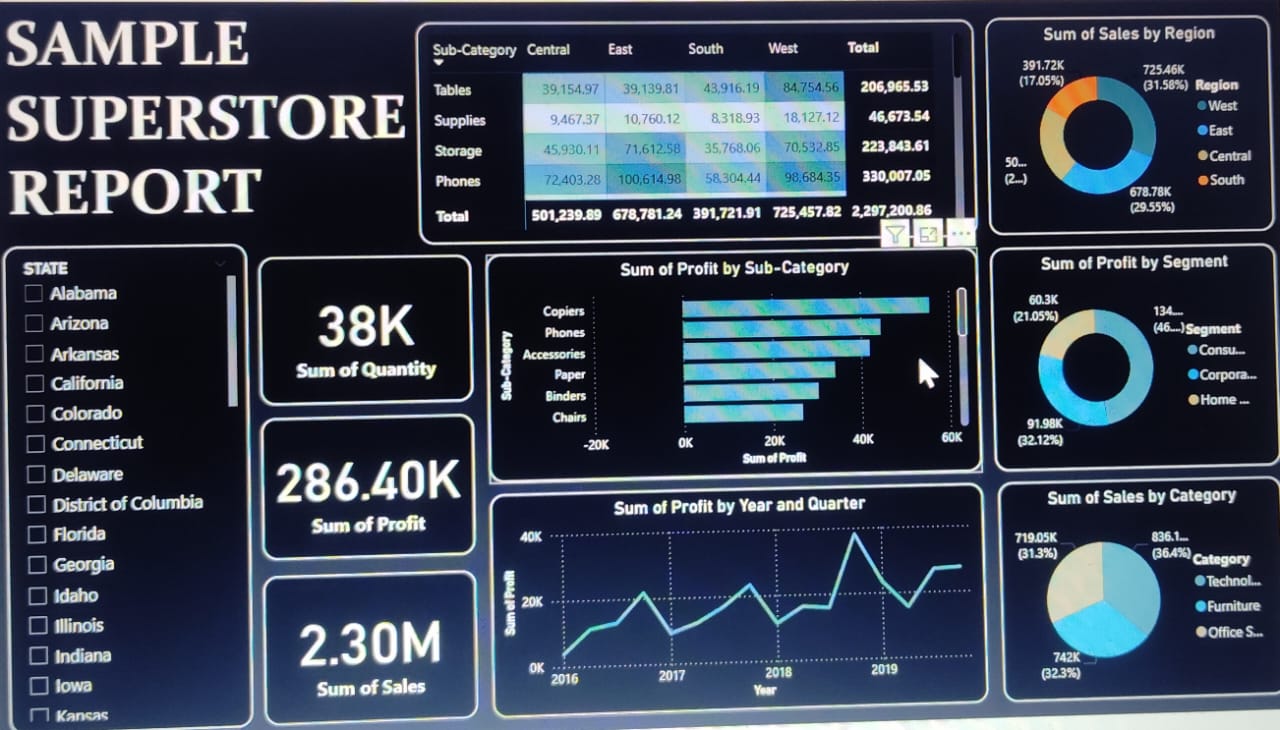 SAMPLE
SUPERSTORE
REPORT
Sub-Category Central East South West Total
Tables 39,154.97 39,139.81 43,916.19 84,754.56 206,965.53
Supplies 9,467.37 10,760.12 8,318.93 18,127.12 46,673.54
Storage 45,930.11 71,612.58 35,768.06 70,532.85 223,843.61
Phones 72,403.28 100,614.98 58,304.44 98,684.35 330,007.05
Total 501,239.89 678,781.24 391,721.91 725,457.82 2,297,200.86
Sum of Sales by Region
391.72K
(17.05%)
725.46K
(31.58%)
50...
(2...)
678.78K
(29.55%)
Region
West
East
Central
South
STATE
Alabama
Arizona
Arkansas
California
Colorado
Connecticut
Delaware
District of Columbia
Florida
Georgia
Idaho
Illinois
Indiana
Iowa
Kansas
38K
Sum of Quantity
286.40K
Sum of Profit
2.30M
Sum of Sales
Sum of Profit by Sub-Category
Sub-Category
Copiers
Phones
Accessories
Paper
Binders
Chairs
-20K 0K 20K 40K 60K
Sum of Profit
Sum of Profit by Segment
60.3K
(21.05%)
134....
(46....)
91.98K
(32.12%)
Segment
Consu...
Corpora...
Home ...
Sum of Profit by Year and Quarter
Sum of Profit
40K
20K
0K
2016 2017 2018 2019
Year
Sum of Sales by Category
719.05K
(31.3%)
836.1...
(36.4%)
742K
(32.3%)
Category
Technol...
Furniture
Office S...